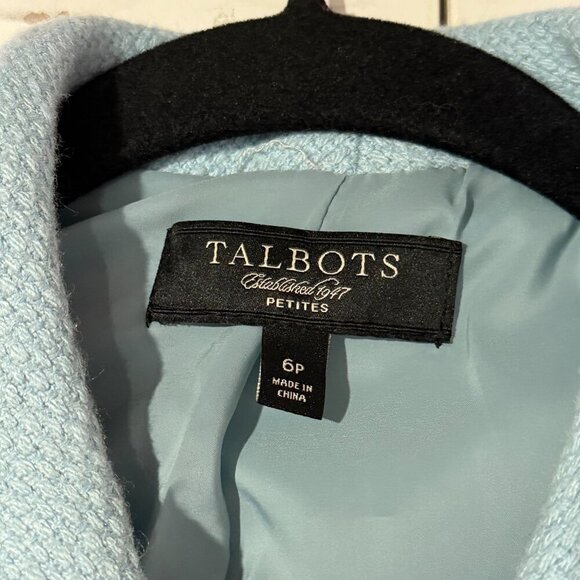 TALBOTS
Established 1947
PETITES
6P
MADE IN
CHINA